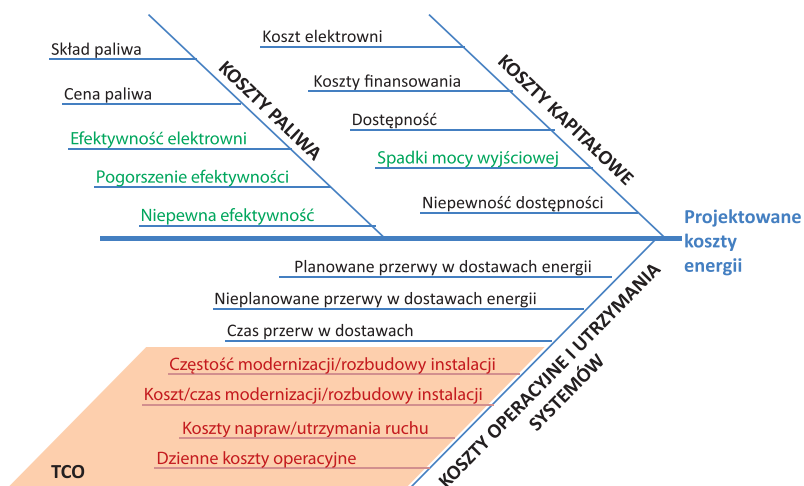 Skład paliwa
Cena paliwa
Efektywność elektrowni
Pogorszenie efektywności
Niepewna efektywność
KOSZTY PALIWA
Koszt elektrowni
Koszty finansowania
Dostępność
Spadki mocy wyjściowej
Niepewność dostępności
KOSZTY KAPITAŁOWE
Projektowane
koszty
energii
Planowane przerwy w dostawach energii
Nieplanowane przerwy w dostawach energii
Czas przerw w dostawach
Częstość modernizacji/rozbudowy instalacji
Koszt/czas modernizacji/rozbudowy instalacji
Koszty napraw/utrzymania ruchu
Dzienne koszty operacyjne
TCO
KOSZTY OPERACYJNE I UTRZYMANIA
SYSTEMÓW